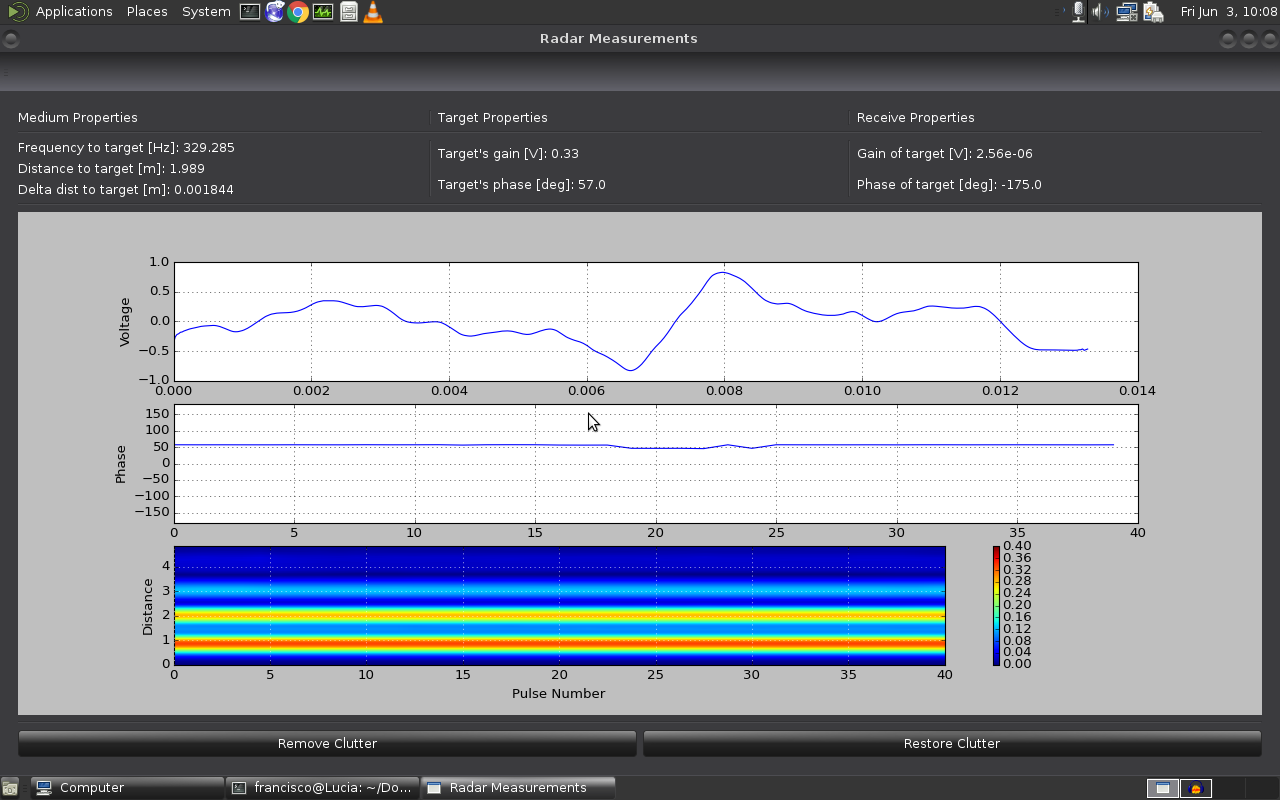 Applications Places System Fri Jun 3, 10:08
Radar Measurements
Medium Properties Target Properties Receive Properties
Frequency to target [Hz]: 329.285
Distance to target [m]: 1.989
Delta dist to target [m]: 0.001844
Target's gain [V]: 0.33
Target's phase [deg]: 57.0
Gain of target [V]: 2.56e-06
Phase of target [deg]: -175.0
Voltage
1.0
0.5
0.0
−0.5
−1.0
0.000 0.002 0.004 0.006 0.008 0.010 0.012 0.014
Phase
150
100
50
0
−50
−100
−150
0 5 10 15 20 25 30 35 40
Distance
4
3
2
1
0
0 5 10 15 20 25 30 35 40
Pulse Number
0.40
0.36
0.32
0.28
0.24
0.20
0.16
0.12
0.08
0.04
0.00
Remove Clutter Restore Clutter
Computer francisco@Lucia: ~/Do... Radar Measurements